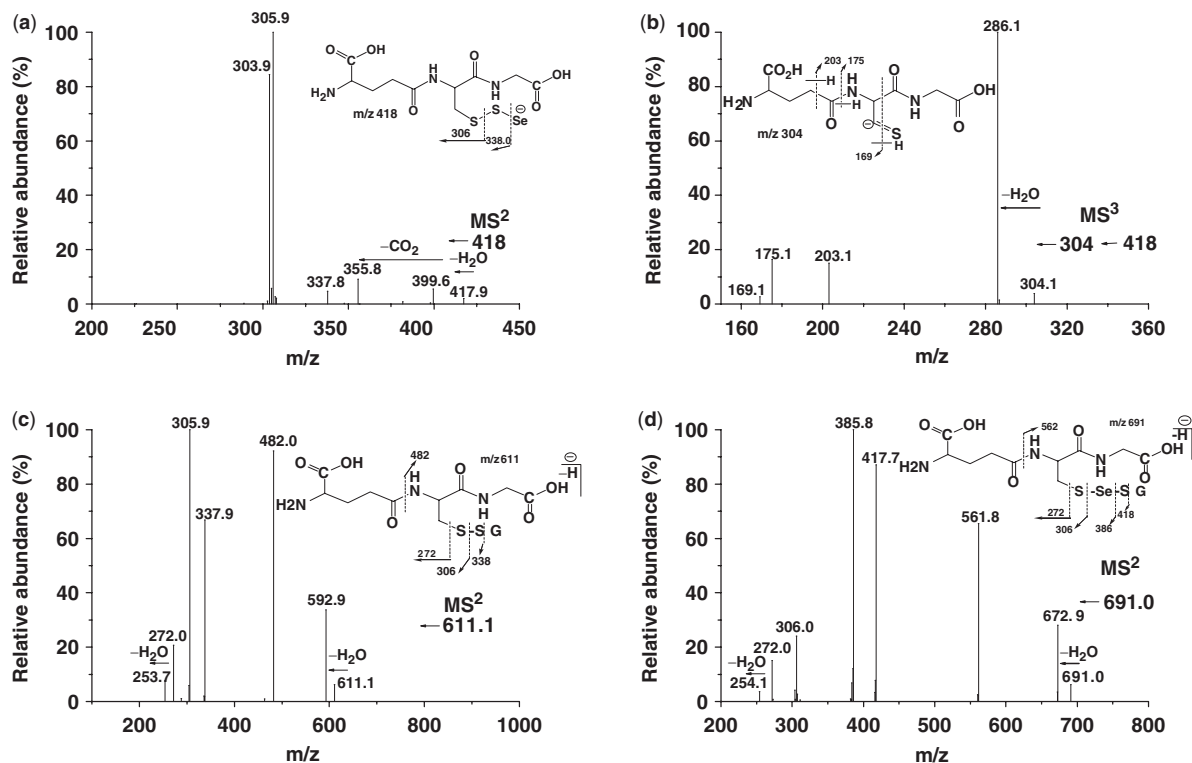 (a)
Relative abundance (%)
100
80
60
40
20
0
305.9
303.9
O
C OH
H2N
O
H N
O
N H
O
C OH
S S Se ⊖
m/z 418
306
338.0
MS2
418
−CO2
−H2O
337.8
355.8
399.6
417.9
200 250 300 350 400 450
m/z
(b)
Relative abundance (%)
100
80
60
40
20
0
286.1
203 175
H
CO2H
H2N
O
H
H N
O
N H
O
OH
⊖ S
H
m/z 304
169
−H2O
MS3
304 418
175.1
203.1
169.1
304.1
160 200 240 280 320 360
m/z
(c)
Relative abundance (%)
100
80
60
40
20
0
305.9
482.0
337.9
O
C OH
H2N
O
482
H N
m/z 611
O
N H
O
C OH
-H ⊖
S-S G
272
306
338
592.9
MS2
611.1
272.0
−H2O
253.7
−H2O
611.1
200 400 600 800 1000
m/z
(d)
Relative abundance (%)
100
80
60
40
20
0
385.8
417.7
O
C OH
H2N
O
562
H N
m/z 691
O
N H
O
C OH
-H ⊖
S -Se -S G
272
306
386
418
561.8
MS2
691.0
672.9
306.0
272.0
−H2O
254.1
−H2O
691.0
200 300 400 500 600 700 800
m/z